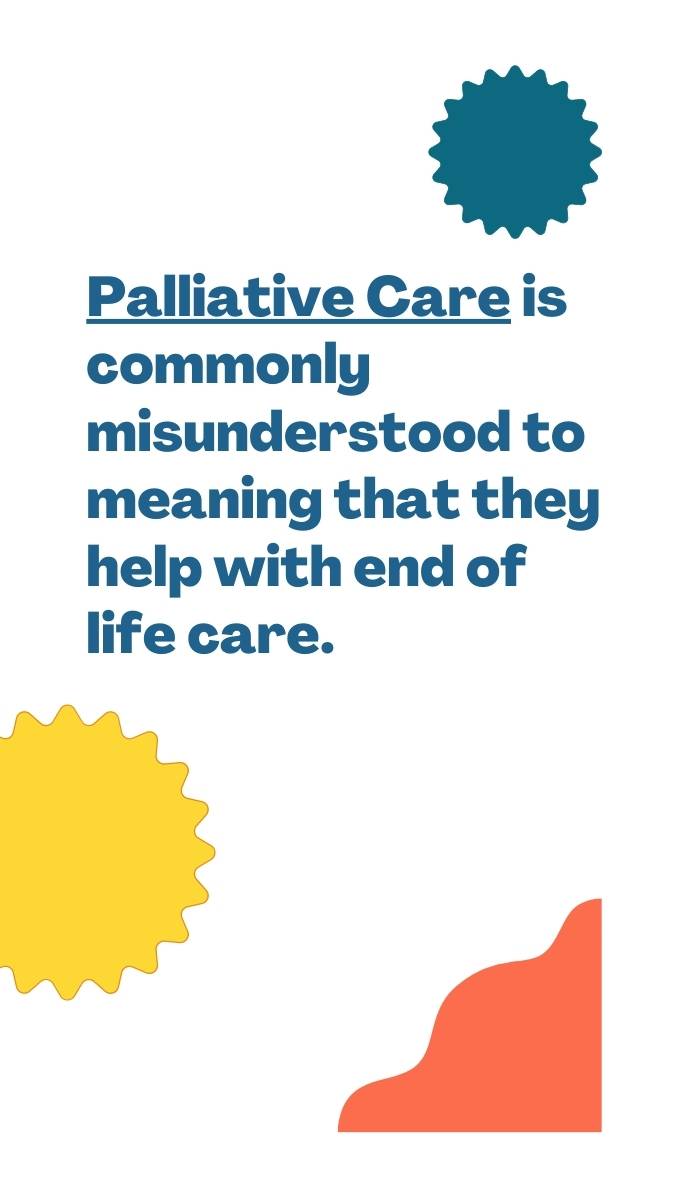 Palliative Care is
commonly
misunderstood to
meaning that they
help with end of
life care.